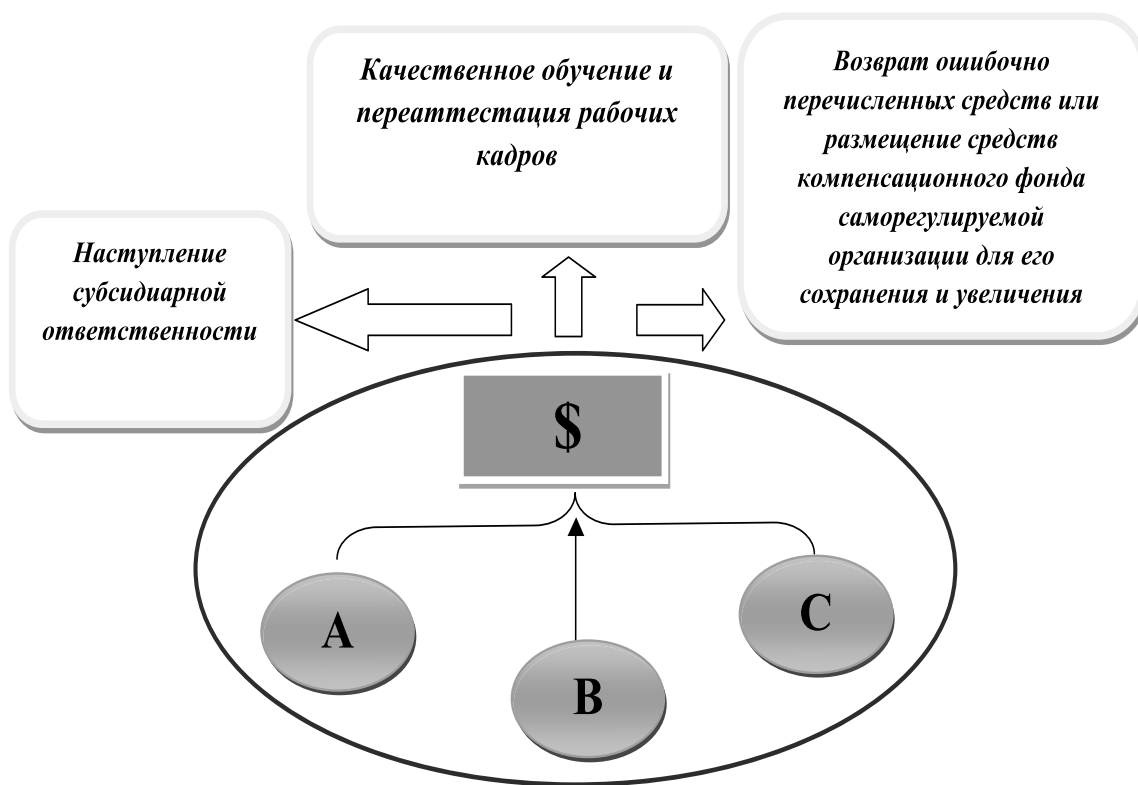 Качественное обучение и
переаттестация рабочих
кадров
Возврат ошибочно
перечисленных средств или
размещение средств
компенсационного фонда
саморегулируемой
организации для его
сохранения и увеличения
Наступление
субсидиарной
ответственности
$
A
B
C